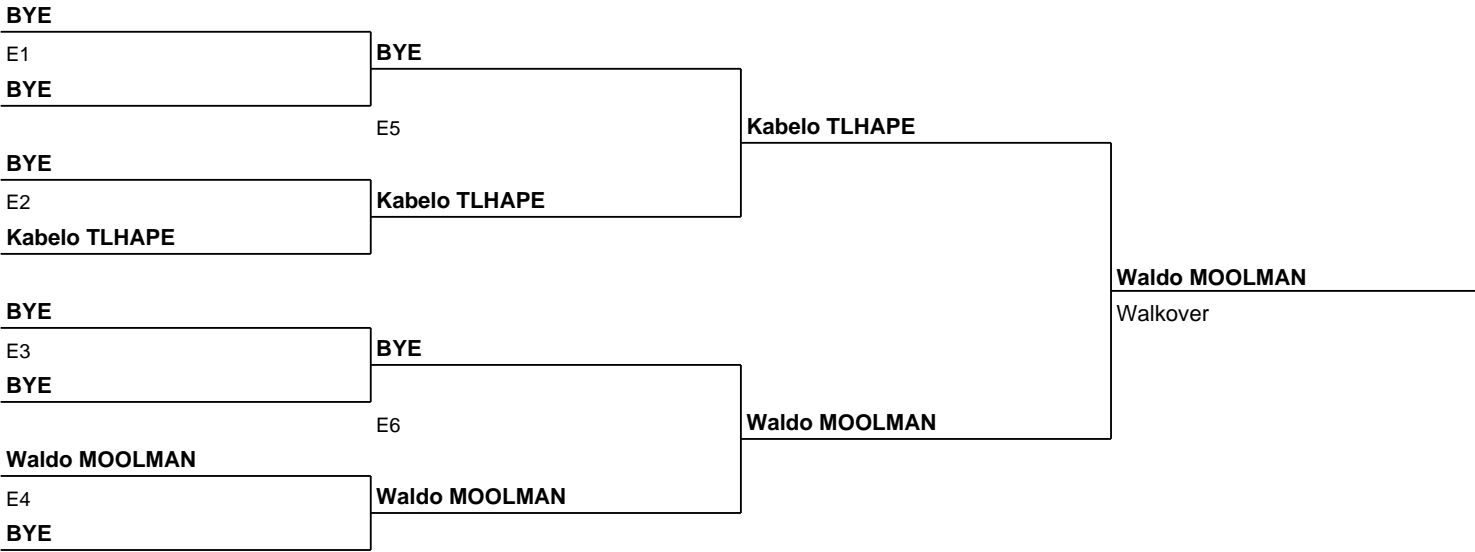 BYE
E1
BYE
BYE
E5
Kabelo TLHAPE
BYE
E2
Kabelo TLHAPE
Kabelo TLHAPE
Waldo MOOLMAN
Walkover
BYE
E3
BYE
BYE
E6
Waldo MOOLMAN
Waldo MOOLMAN
E4
Waldo MOOLMAN
BYE